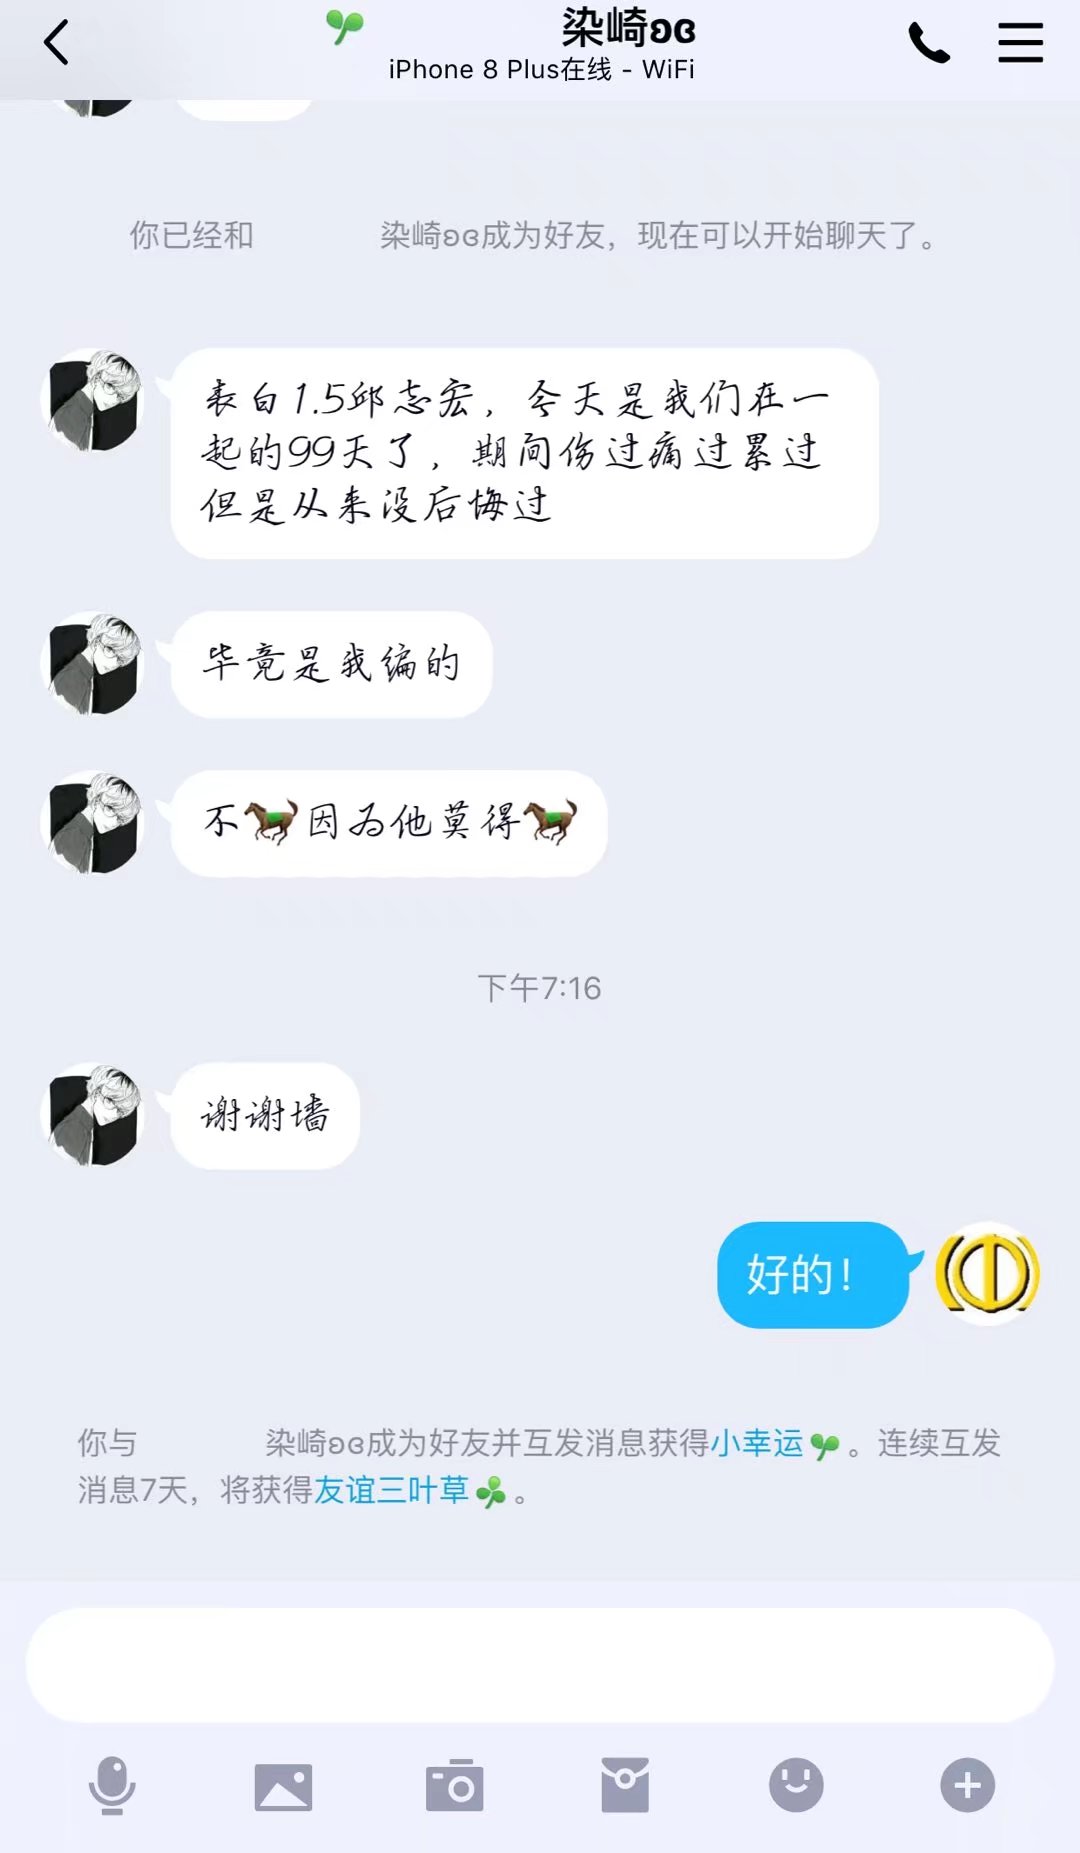 染崎ʚɞ
iPhone 8 Plus在线 - WiFi
你已经和 染崎ʚɞ成为好友，现在可以开始聊天了。
表白1.5邱志宏，今天是我们在一
起的99天了，期间伤过痛过累过
但是从来没后悔过
毕竟是我编的
不🐎因为他莫得🐎
下午7:16
谢谢墙
好的！
你与 染崎ʚɞ成为好友并互发消息获得小幸运。连续互发
消息7天，将获得友谊三叶草☘。